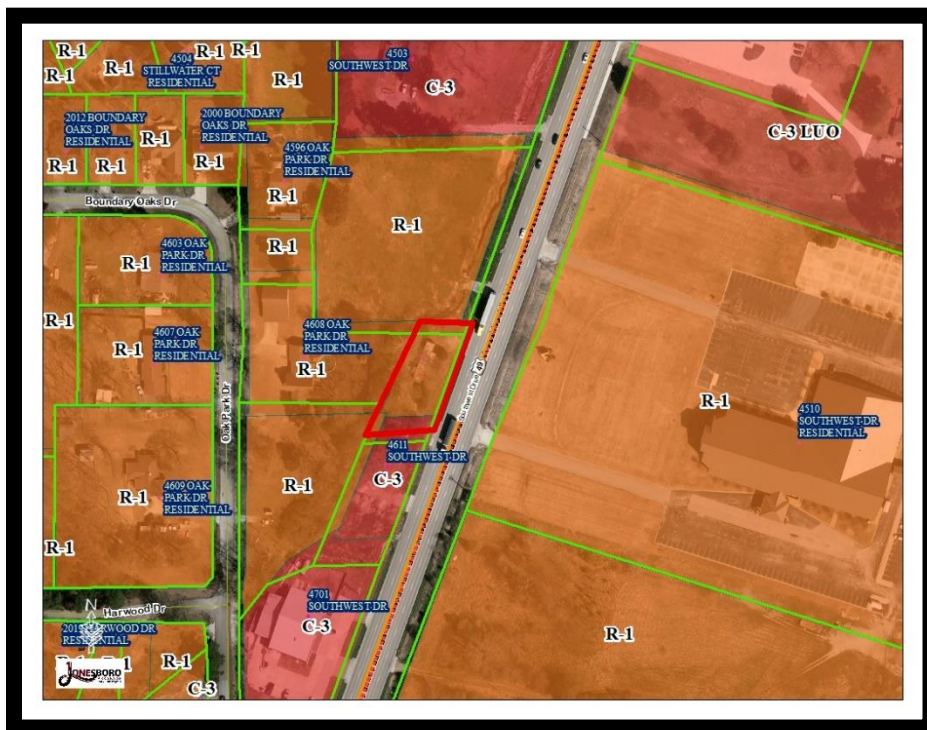 R-1
R-1
R-1
R-1
R-1
4504
STILLWATER CT
RESIDENTIAL
R-1
4503
SOUTHWEST DR
C-3
2012 BOUNDARY
OAKS DR
RESIDENTIAL
R-1
2000 BOUNDARY
OAKS DR
RESIDENTIAL
R-1
R-1
R-1
4596 OAK
PARK DR
RESIDENTIAL
R-1
C-3 LUO
Boundary Oaks Dr
R-1
R-1
4603 OAK
PARK DR
RESIDENTIAL
R-1
R-1
4607 OAK
PARK DR
RESIDENTIAL
R-1
4608 OAK
PARK DR
RESIDENTIAL
R-1
49
R-1
4510
SOUTHWEST DR
RESIDENTIAL
Oak Park Dr
4611
SOUTHWEST DR
C-3
R-1
R-1
4609 OAK
PARK DR
RESIDENTIAL
R-1
4701
SOUTHWEST DR
C-3
Harwood Dr
N
RESIDENTIAL
R-1
R-1
C-3
JONESBORO